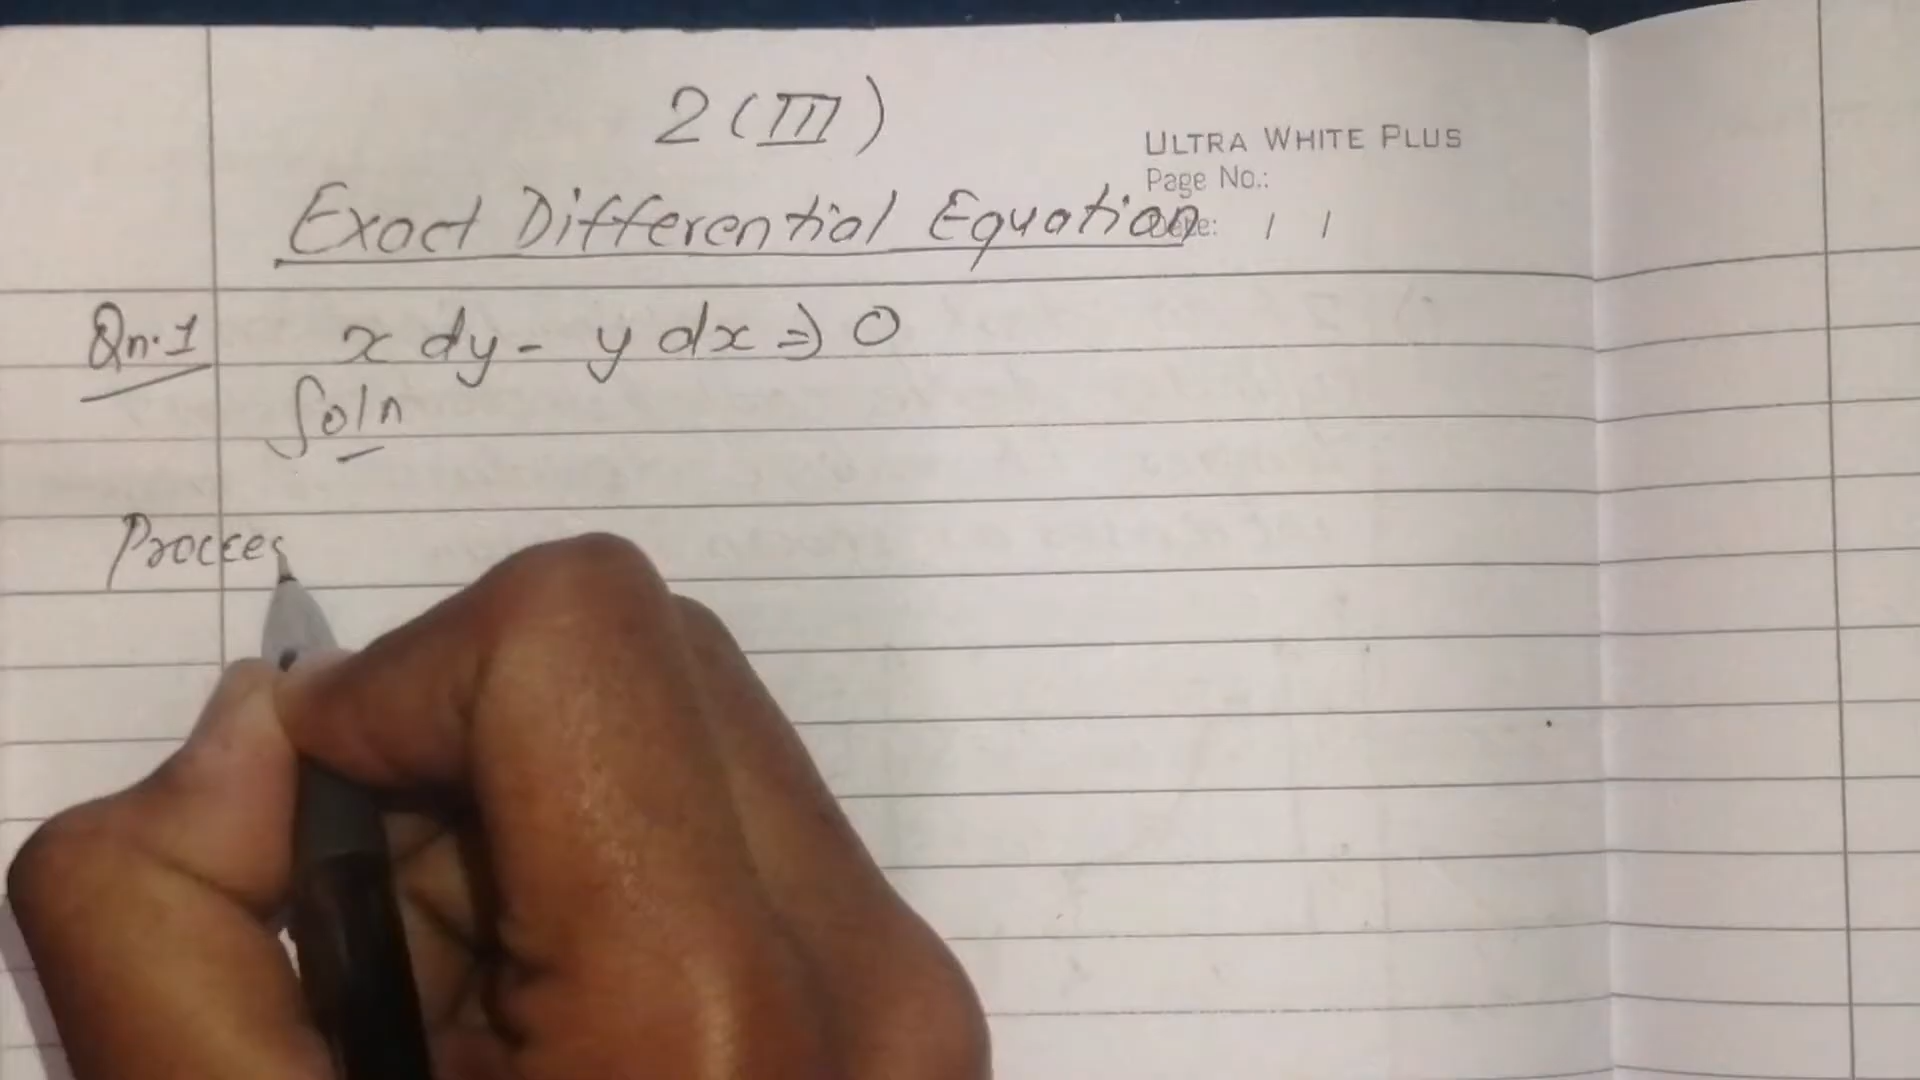 2 (III)
ULTRA WHITE PLUS
Page No.:
Exact Differential Equation
/ /
Qn.1 x dy - y dx => 0
Soln
Procces